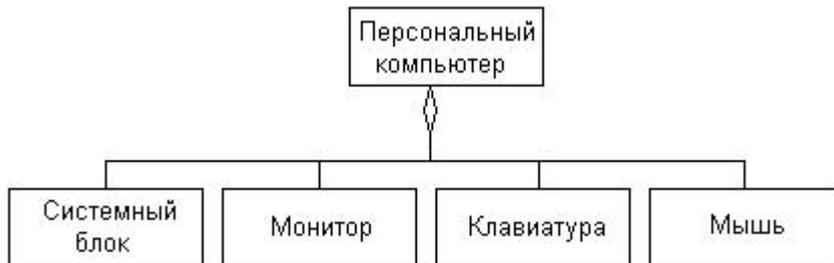 Персональный
компьютер
Системный
блок
Монитор
Клавиатура
Мышь